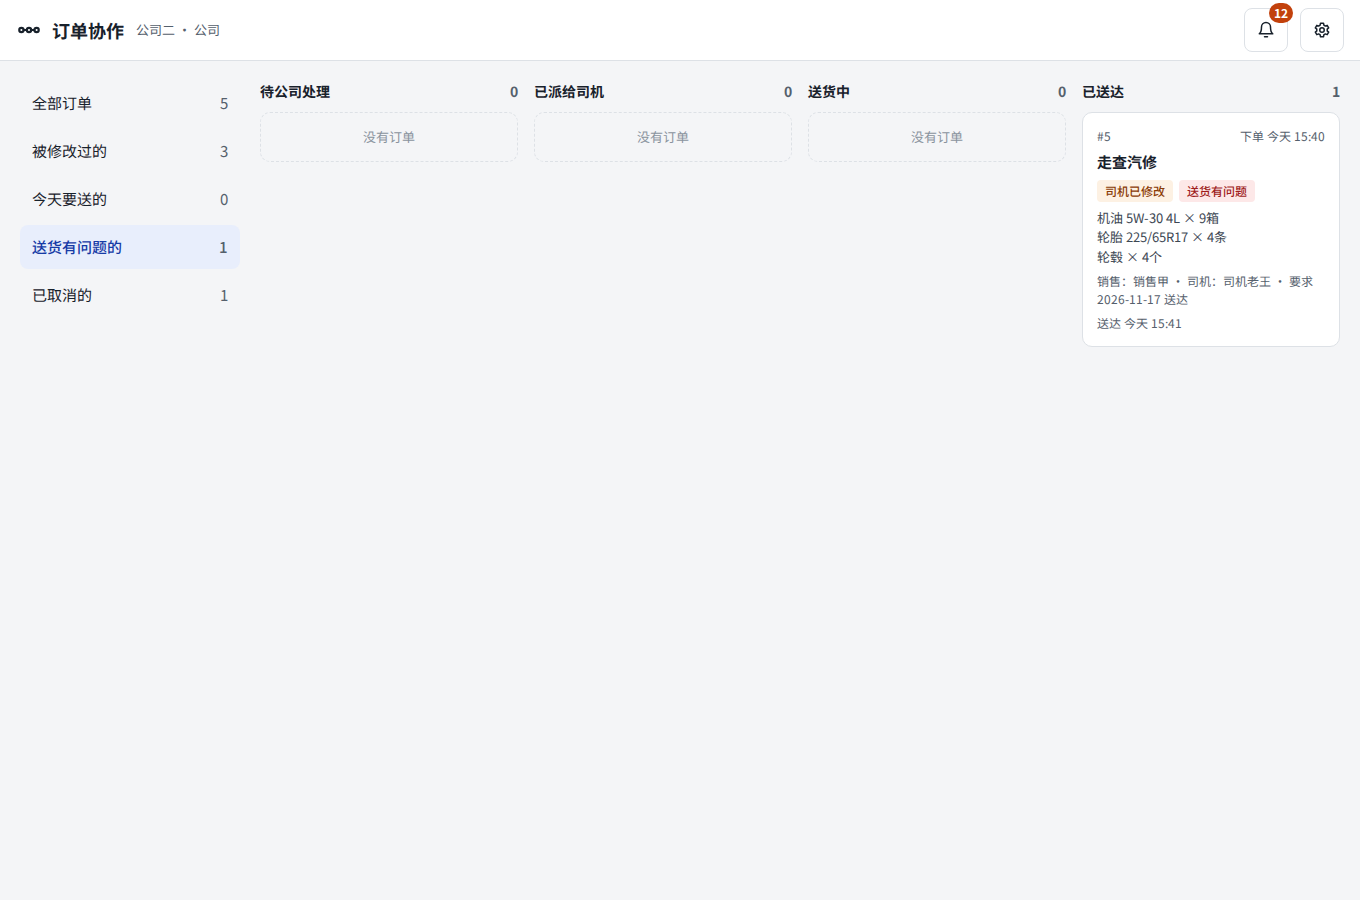 订单协作 公司二 · 公司
12
全部订单 5
被修改过的 3
今天要送的 0
送货有问题的 1
已取消的 1
待公司处理 0
没有订单
已派给司机 0
没有订单
送货中 0
没有订单
已送达 1
#5 下单 今天 15:40
走查汽修
司机已修改 送货有问题
机油 5W-30 4L × 9箱
轮胎 225/65R17 × 4条
轮毂 × 4个
销售：销售甲 · 司机：司机老王 · 要求
2026-11-17 送达
送达 今天 15:41